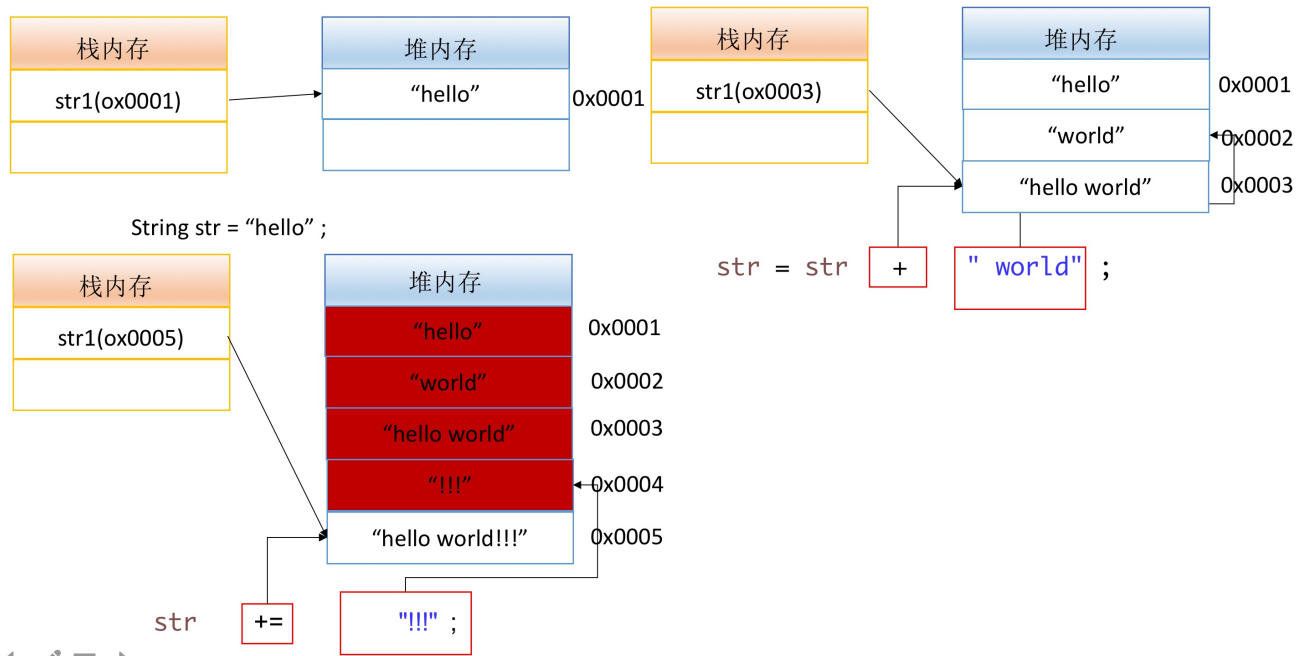 栈内存
str1(ox0001)
堆内存
“hello”
0x0001
String str = “hello” ;
栈内存
str1(ox0003)
堆内存
“hello”
0x0001
“world”
0x0002
“hello world”
0x0003
str = str + " world" ;
栈内存
str1(ox0005)
堆内存
“hello”
0x0001
“world”
0x0002
“hello world”
0x0003
“!!!”
0x0004
“hello world!!!”
0x0005
str += "!!!" ;